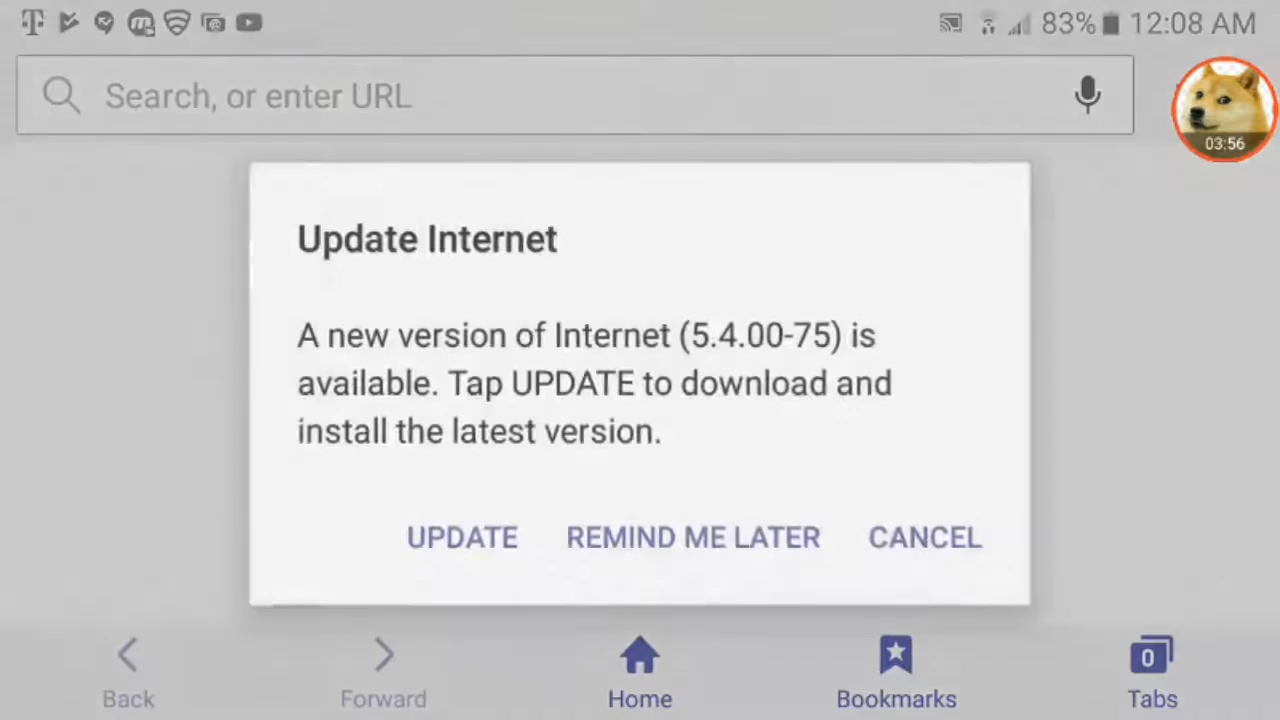 83% 12:08 AM
Search, or enter URL
03:56
Update Internet
A new version of Internet (5.4.00-75) is
available. Tap UPDATE to download and
install the latest version.
UPDATE REMIND ME LATER CANCEL
0
Back Forward Home Bookmarks Tabs